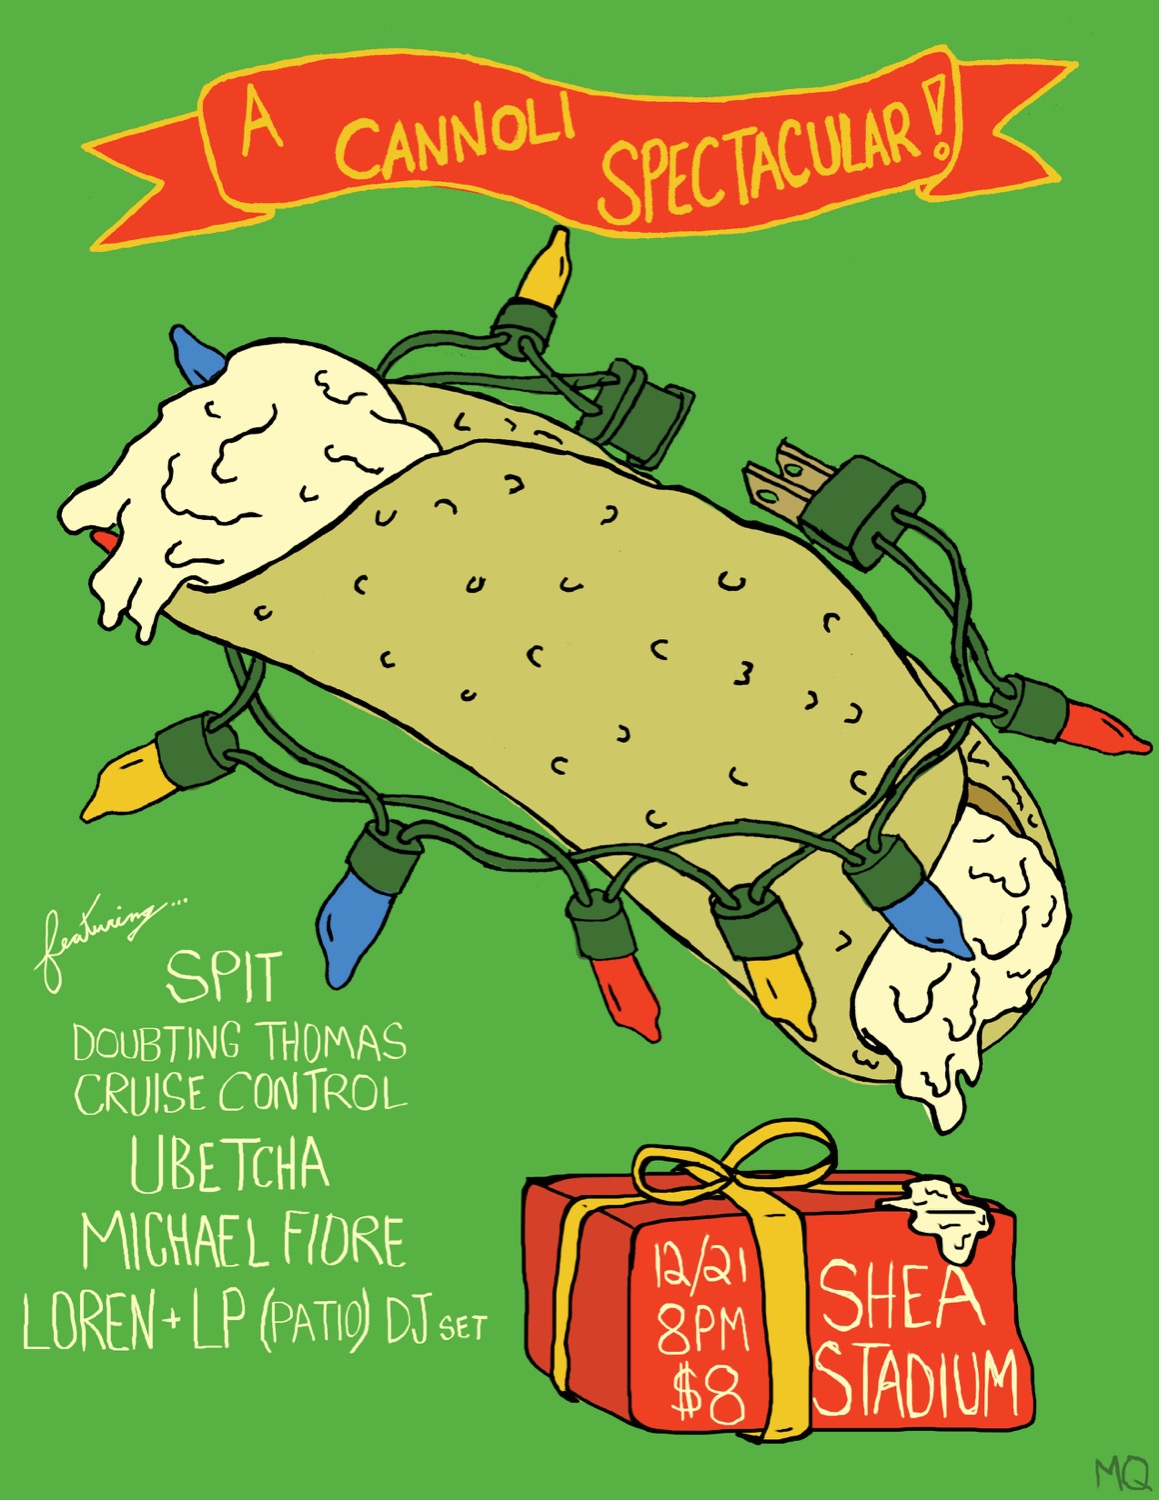 A CANNOLI SPECTACULAR!
featuring...
SPIT
DOUBTING THOMAS
CRUISE CONTROL
UBETCHA
MICHAEL FIORE
LOREN + LP (PATIO) DJ SET
12/21
8PM
$8
SHEA
STADIUM
MQ